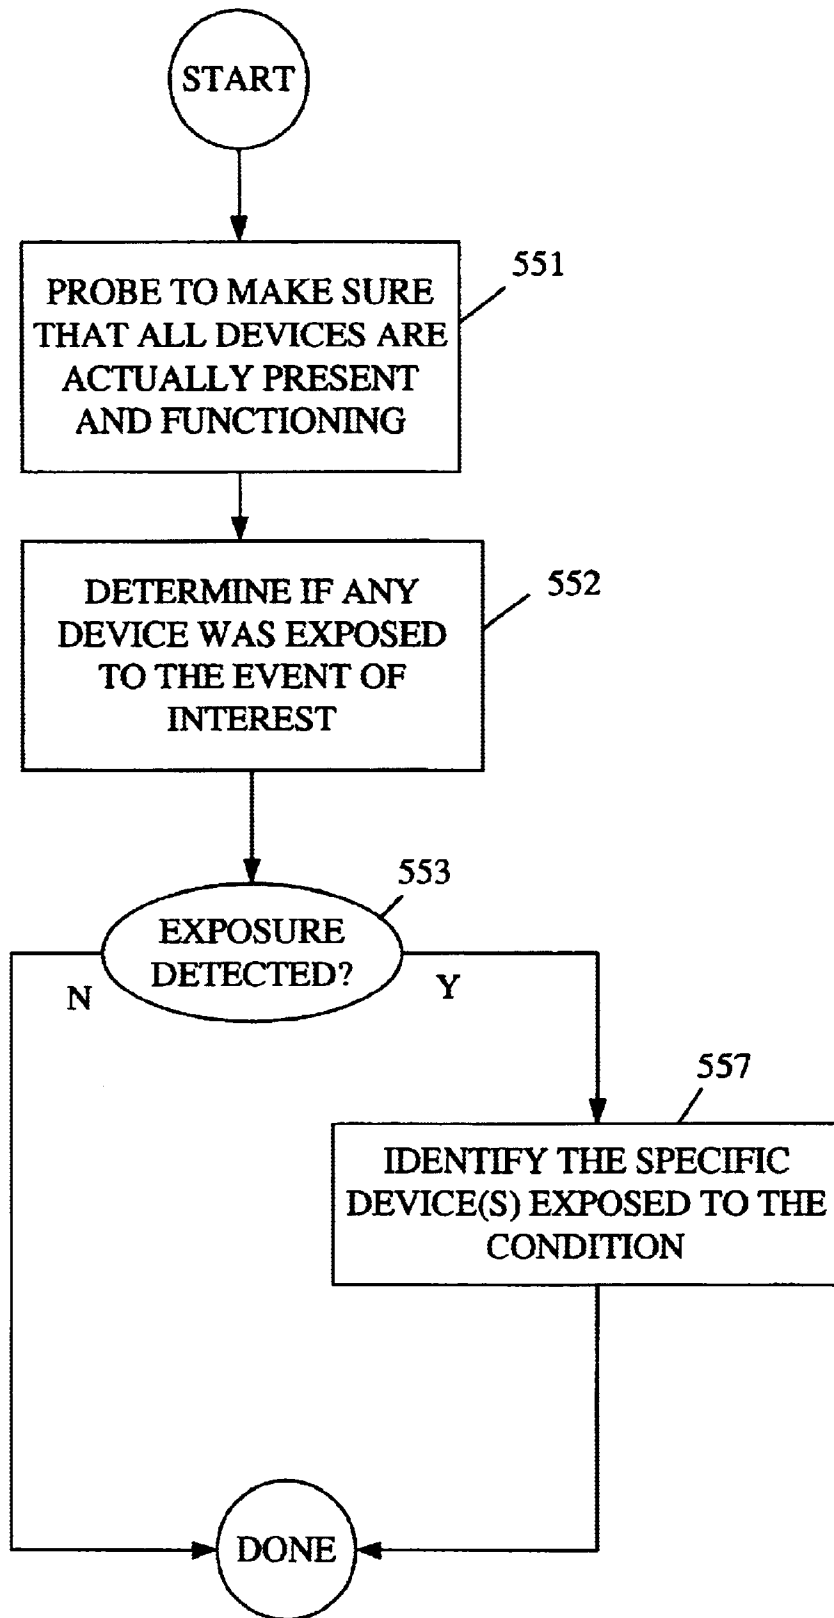 START
551
PROBE TO MAKE SURE
THAT ALL DEVICES ARE
ACTUALLY PRESENT
AND FUNCTIONING
552
DETERMINE IF ANY
DEVICE WAS EXPOSED
TO THE EVENT OF
INTEREST
553
EXPOSURE
DETECTED?
N
Y
557
IDENTIFY THE SPECIFIC
DEVICE(S) EXPOSED TO THE
CONDITION
DONE